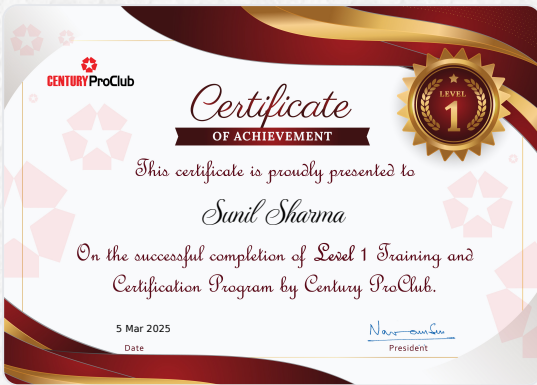 CENTURY ProClub
Certificate
OF ACHIEVEMENT
LEVEL
1
This certificate is proudly presented to
Sunil Sharma
On the successful completion of Level 1 Training and
Certification Program by Century ProClub.
5 Mar 2025
Date
President